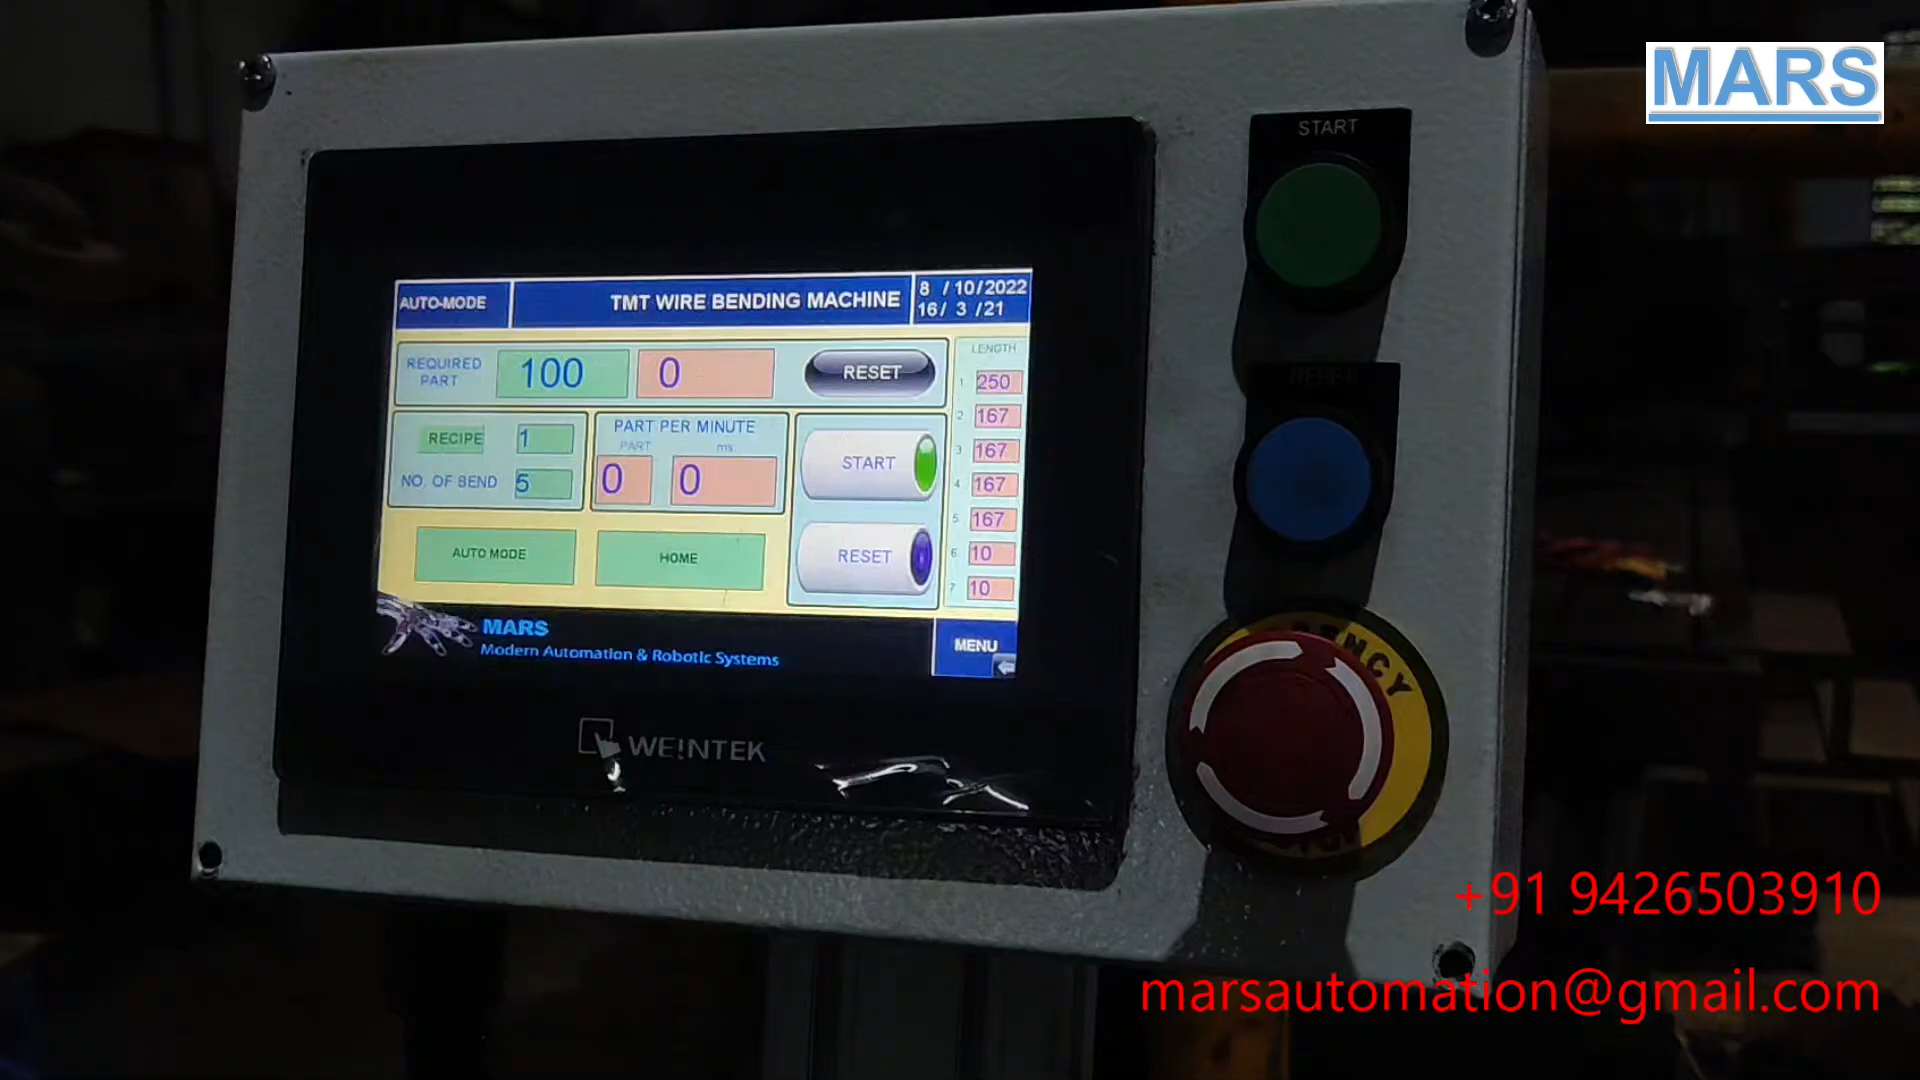 MARS
START
AUTO-MODE
TMT WIRE BENDING MACHINE
8 /10/2022
16/ 3 /21
REQUIRED
PART
100
0
RESET
LENGTH
1 250
2 167
3 167
4 167
5 167
6 10
7 10
RECIPE 1
NO. OF BEND 5
PART PER MINUTE
PART ms
0 0
START
RESET
AUTO MODE
HOME
MARS
Modern Automation & Robotic Systems
MENU
WEINTEK
RESET
+91 9426503910
marsautomation@gmail.com